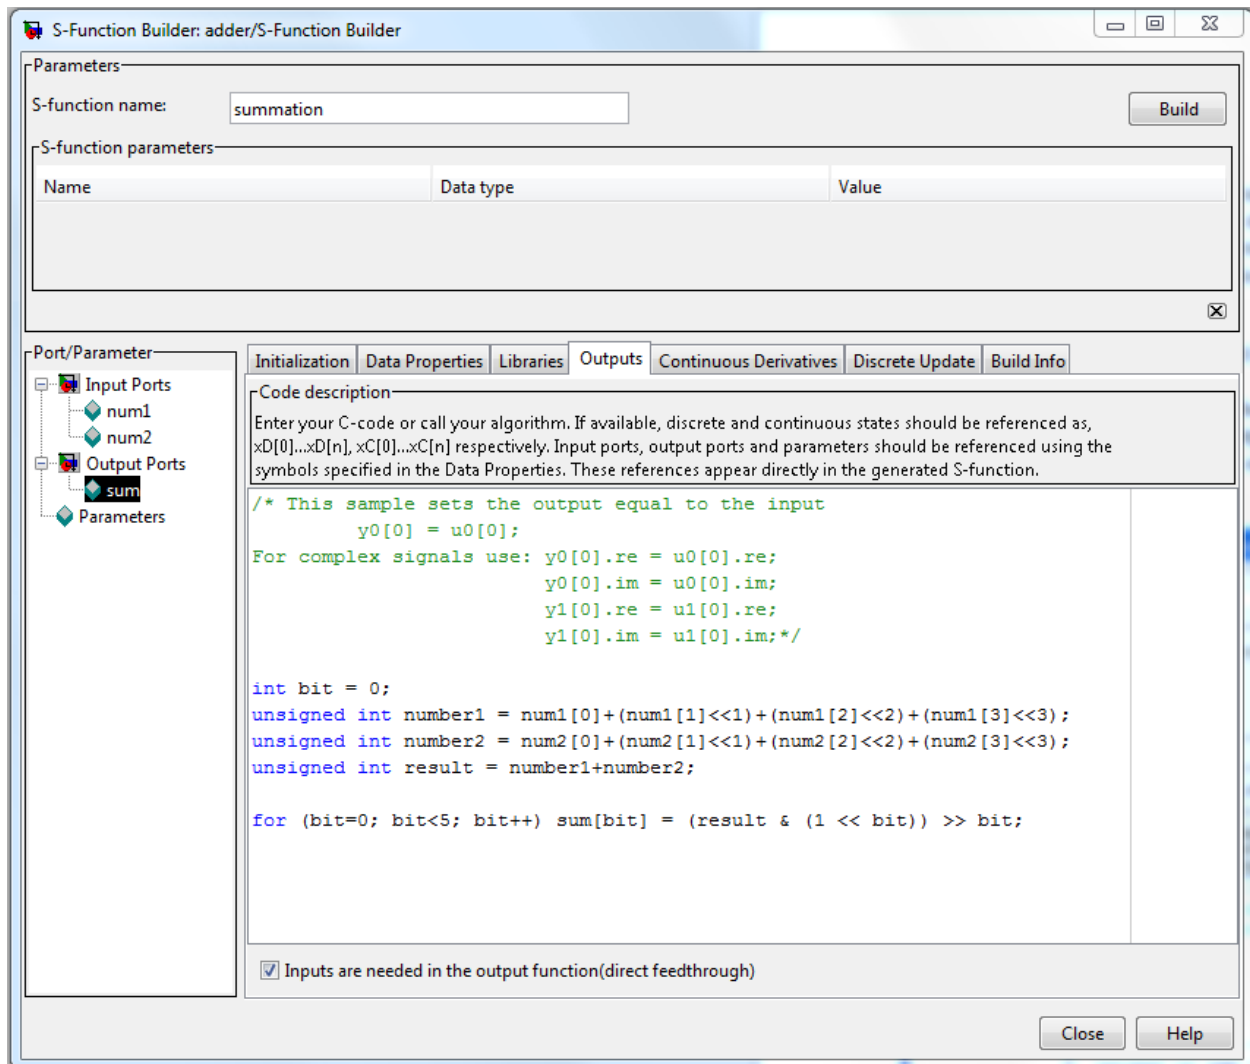 S-Function Builder: adder/S-Function Builder
Parameters
S-function name:
summation
Build
S-function parameters
Name Data type Value
Port/Parameter
Input Ports
num1
num2
Output Ports
sum
Parameters
Initialization Data Properties Libraries Outputs Continuous Derivatives Discrete Update Build Info
Code description
Enter your C-code or call your algorithm. If available, discrete and continuous states should be referenced as,
xD[0]...xD[n], xC[0]...xC[n] respectively. Input ports, output ports and parameters should be referenced using the
symbols specified in the Data Properties. These references appear directly in the generated S-function.
/* This sample sets the output equal to the input
y0[0] = u0[0];
For complex signals use: y0[0].re = u0[0].re;
y0[0].im = u0[0].im;
y1[0].re = u1[0].re;
y1[0].im = u1[0].im;*/
int bit = 0;
unsigned int number1 = num1[0]+(num1[1]<<1)+(num1[2]<<2)+(num1[3]<<3);
unsigned int number2 = num2[0]+(num2[1]<<1)+(num2[2]<<2)+(num2[3]<<3);
unsigned int result = number1+number2;
for (bit=0; bit<5; bit++) sum[bit] = (result & (1 << bit)) >> bit;
Inputs are needed in the output function(direct feedthrough)
Close
Help